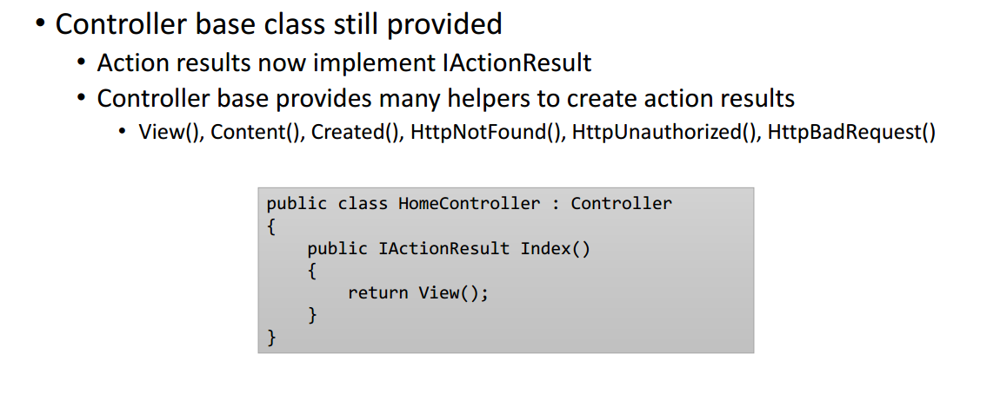 • Controller base class still provided
• Action results now implement IActionResult
• Controller base provides many helpers to create action results
• View(), Content(), Created(), HttpNotFound(), HttpUnauthorized(), HttpBadRequest()
public class HomeController : Controller
{
    public IActionResult Index()
    {
        return View();
    }
}